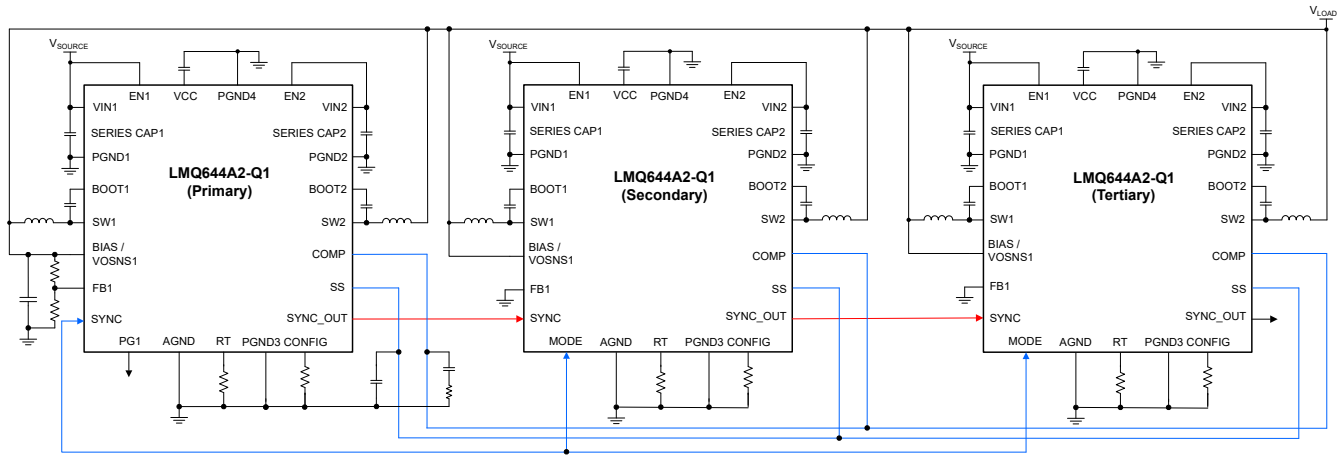 V_LOAD
V_SOURCE
V_SOURCE
V_SOURCE
EN1
VCC
PGND4
EN2
VIN1
VIN2
SERIES CAP1
SERIES CAP2
PGND1
PGND2
LMQ644A2-Q1
(Primary)
BOOT1
BOOT2
SW1
SW2
BIAS /
VOSNS1
COMP
FB1
SS
SYNC
SYNC_OUT
PG1
AGND
RT
PGND3
CONFIG
EN1
VCC
PGND4
EN2
VIN1
VIN2
SERIES CAP1
SERIES CAP2
PGND1
PGND2
LMQ644A2-Q1
(Secondary)
BOOT1
BOOT2
SW1
SW2
BIAS /
VOSNS1
COMP
FB1
SS
SYNC
SYNC_OUT
MODE
AGND
RT
PGND3
CONFIG
EN1
VCC
PGND4
EN2
VIN1
VIN2
SERIES CAP1
SERIES CAP2
PGND1
PGND2
LMQ644A2-Q1
(Tertiary)
BOOT1
BOOT2
SW1
SW2
BIAS /
VOSNS1
COMP
FB1
SS
SYNC
SYNC_OUT
MODE
AGND
RT
PGND3
CONFIG